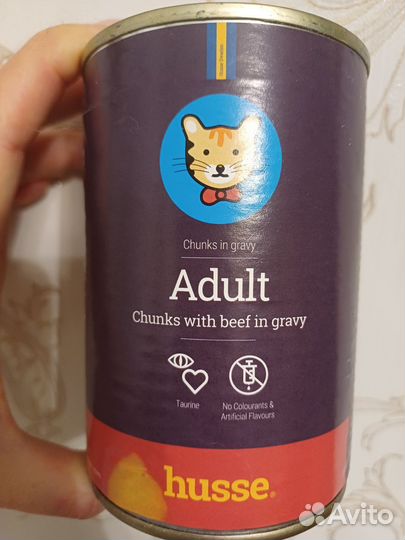 Chunks in gravy
Adult
Chunks with beef in gravy
Taurine
No Colourants &
Artificial Flavours
husse®
Avito